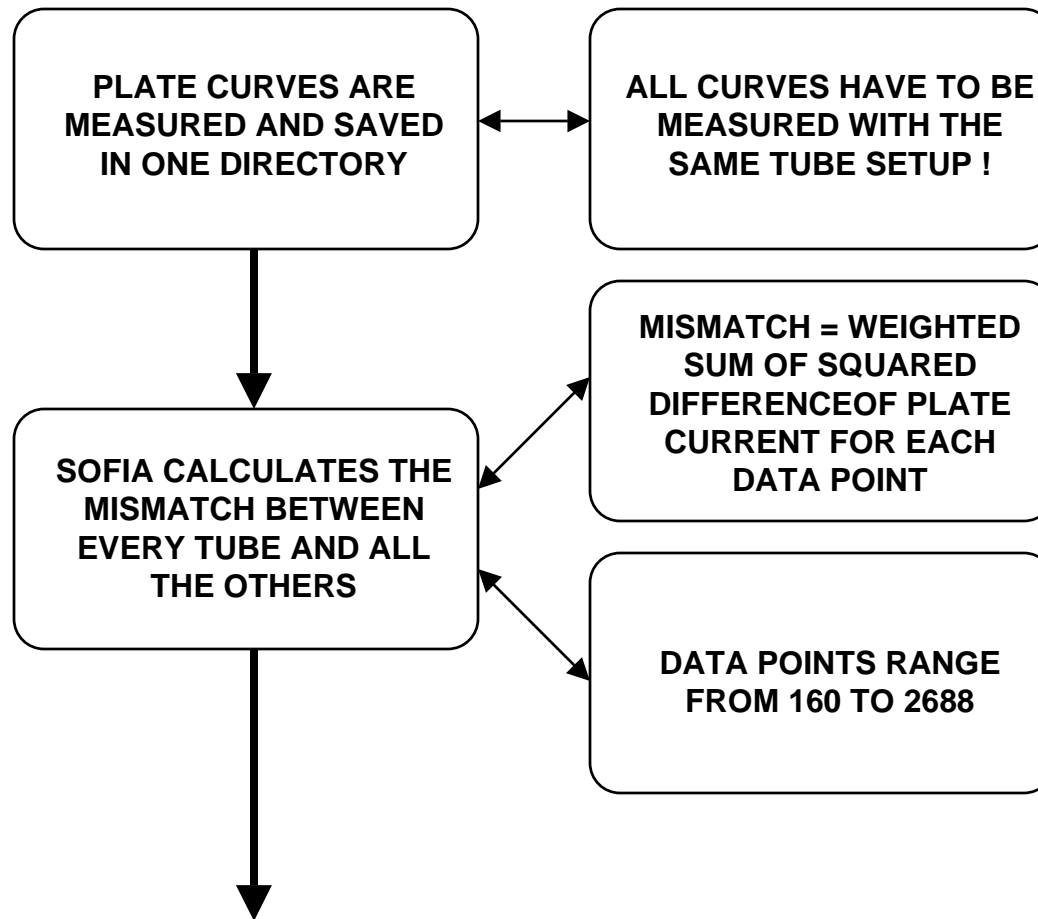 PLATE CURVES ARE
MEASURED AND SAVED
IN ONE DIRECTORY
ALL CURVES HAVE TO BE
MEASURED WITH THE
SAME TUBE SETUP !
MISMATCH = WEIGHTED
SUM OF SQUARED
DIFFERENCEOF PLATE
CURRENT FOR EACH
DATA POINT
SOFIA CALCULATES THE
MISMATCH BETWEEN
EVERY TUBE AND ALL
THE OTHERS
DATA POINTS RANGE
FROM 160 TO 2688